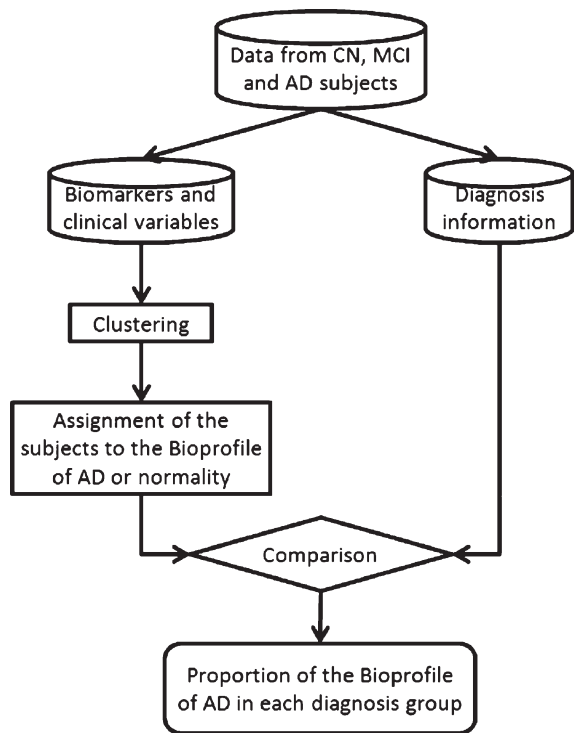 Data from CN, MCI
and AD subjects
Biomarkers and
clinical variables
Diagnosis
information
Clustering
Assignment of the
subjects to the Bioprofile
of AD or normality
Comparison
Proportion of the Bioprofile
of AD in each diagnosis group